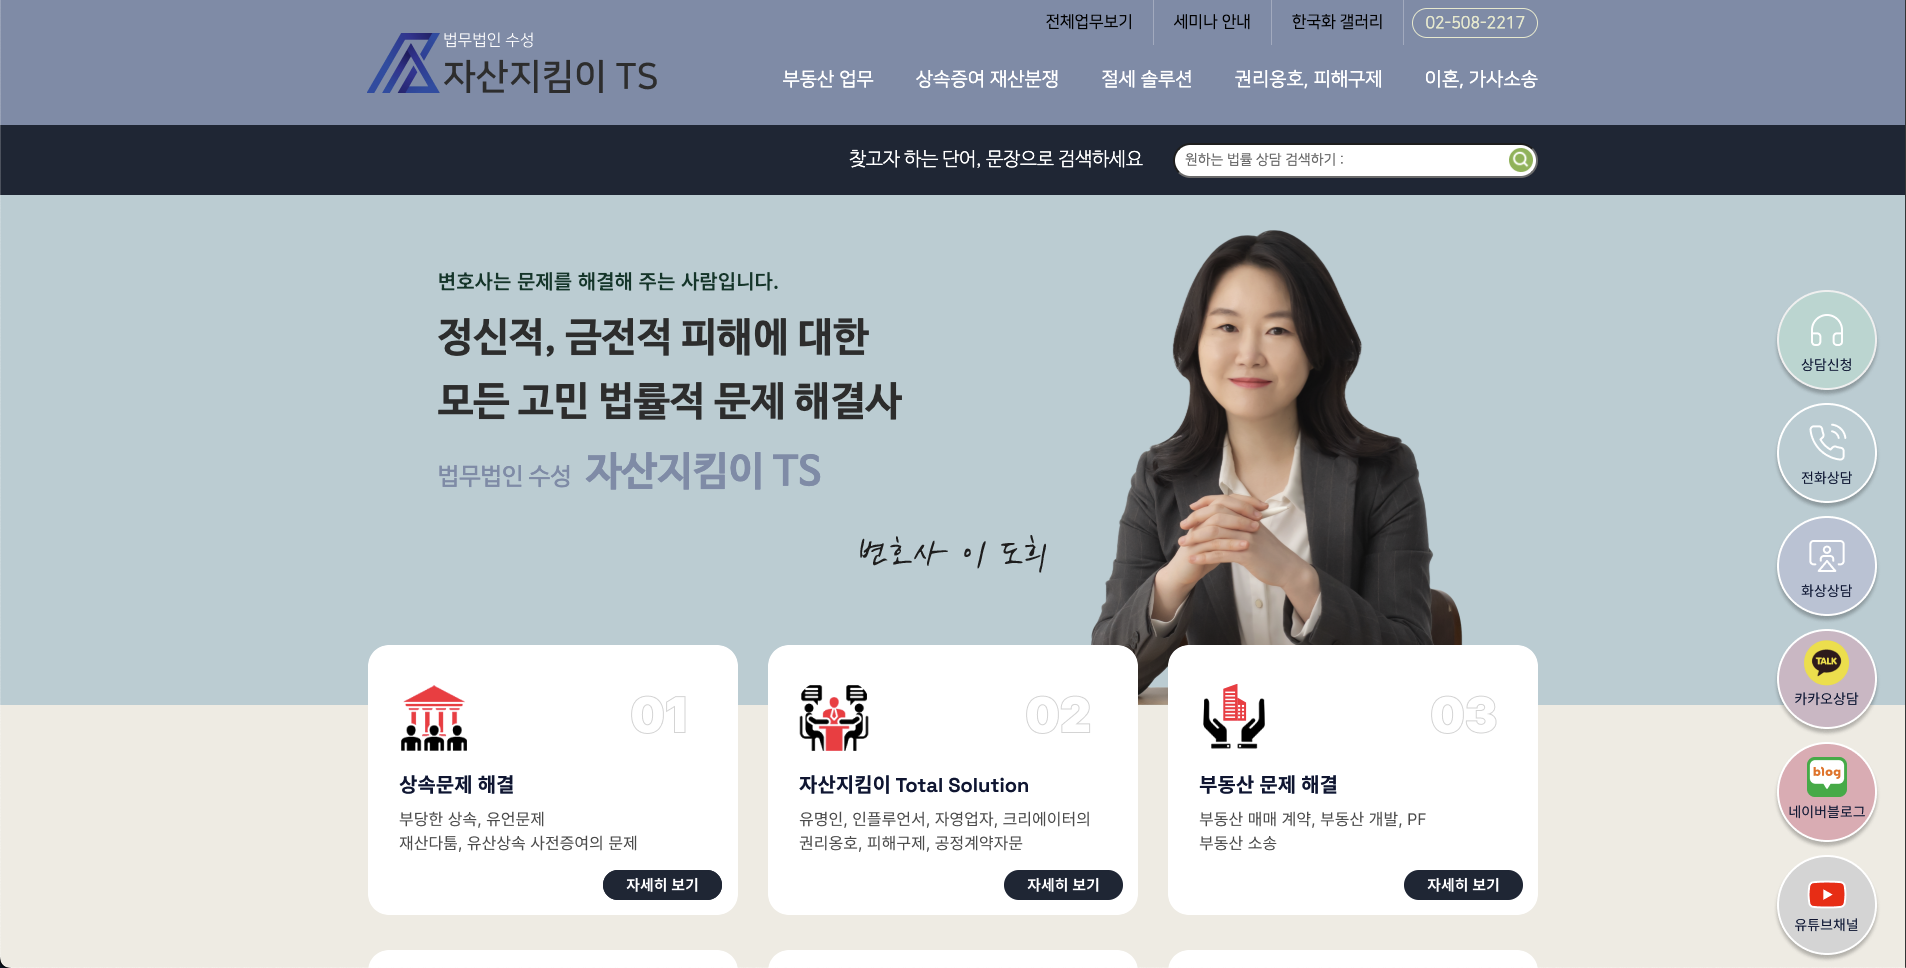 전체업무보기
세미나 안내
한국화 갤러리
02-508-2217
법무법인 수성
자산지킴이 TS
부동산 업무
상속증여 재산분쟁
절세 솔루션
권리옹호, 피해구제
이혼, 가사소송
찾고자 하는 단어, 문장으로 검색하세요
원하는 법률 상담 검색하기 :
변호사는 문제를 해결해 주는 사람입니다.
정신적, 금전적 피해에 대한
모든 고민 법률적 문제 해결사
법무법인 수성 자산지킴이 TS
변호사 이 도희
01
상속문제 해결
부당한 상속, 유언문제
재산다툼, 유산상속 사전증여의 문제
자세히 보기
02
자산지킴이 Total Solution
유명인, 인플루언서, 자영업자, 크리에이터의
권리옹호, 피해구제, 공정계약자문
자세히 보기
03
부동산 문제 해결
부동산 매매 계약, 부동산 개발, PF
부동산 소송
자세히 보기
상담신청
전화상담
화상상담
TALK
카카오상담
blog
네이버블로그
유튜브채널